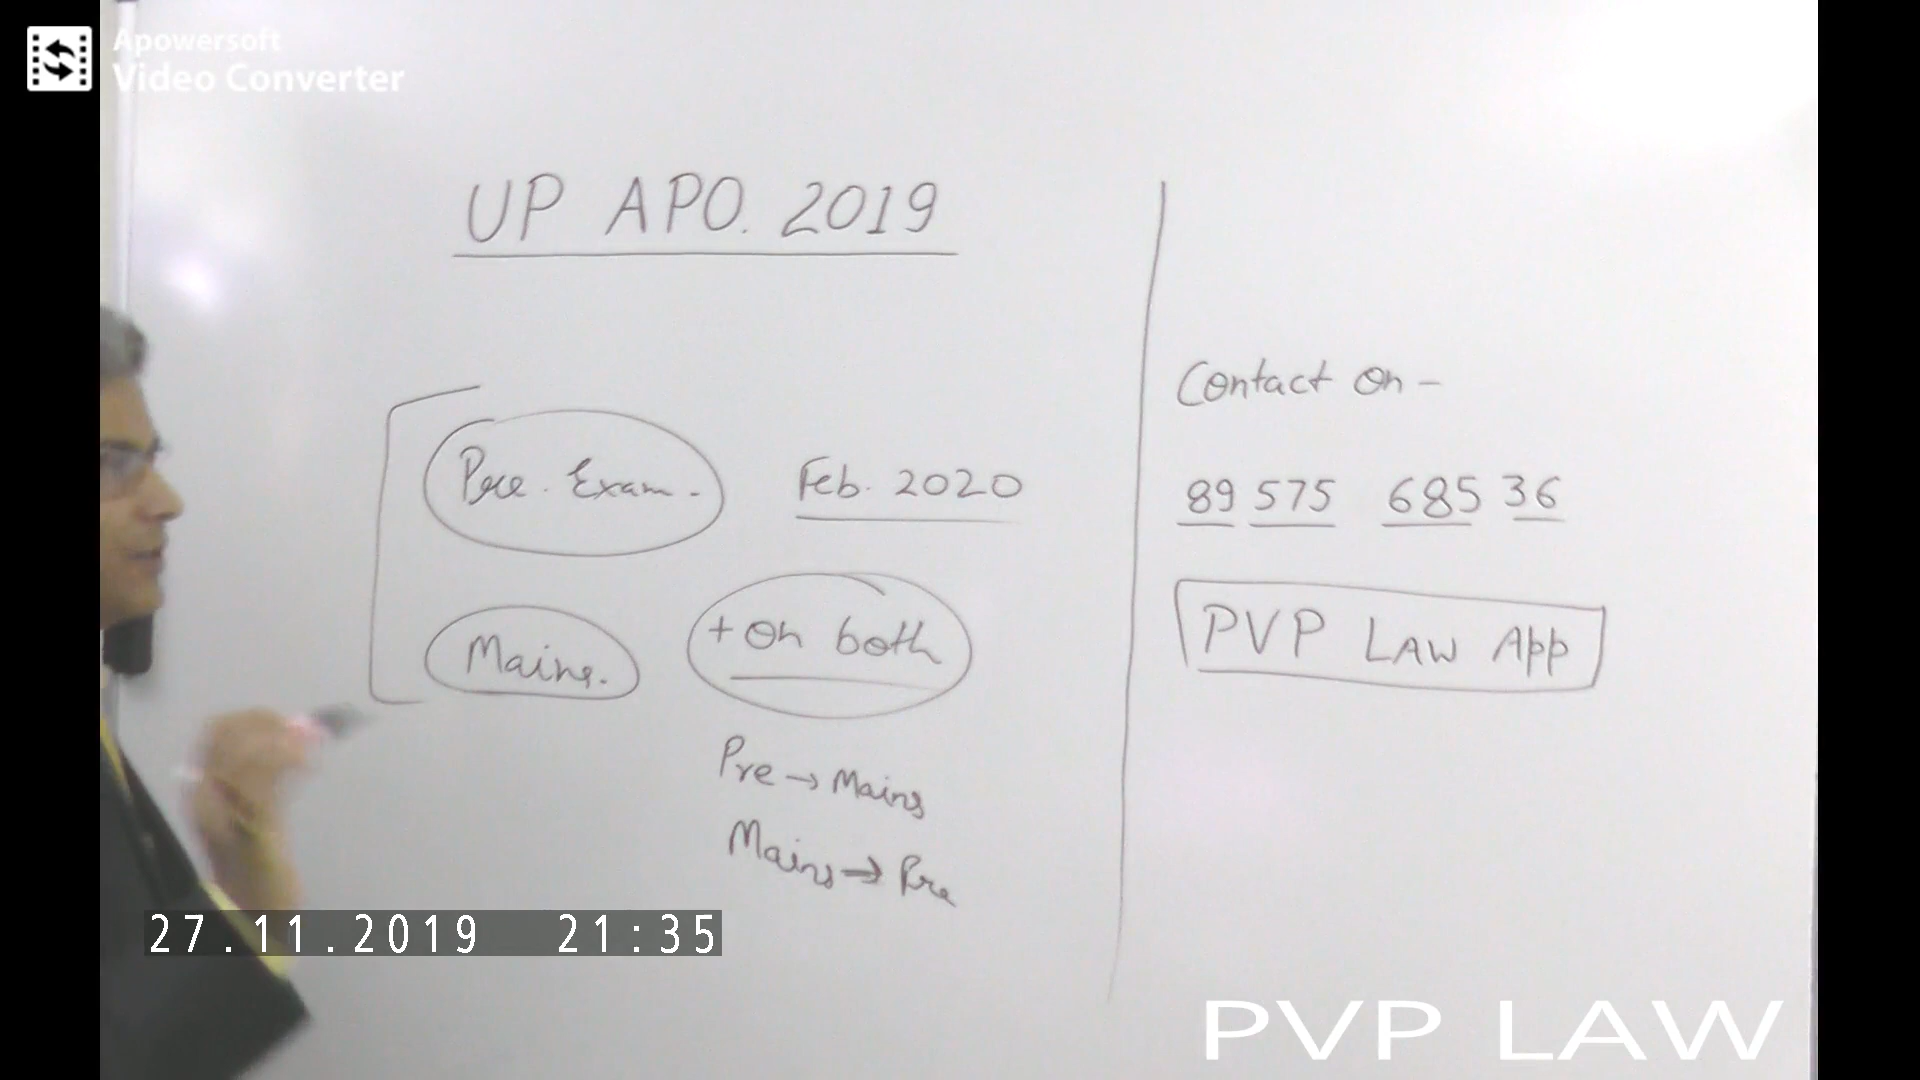 Apowersoft
Video Converter
UP APO. 2019
Pre. Exam. Feb. 2020
Mains. + On both
Pre → Mains
Mains → Pre
Contact On -
89 575 685 36
PVP LAW App
27.11.2019 21:35
PVP LAW